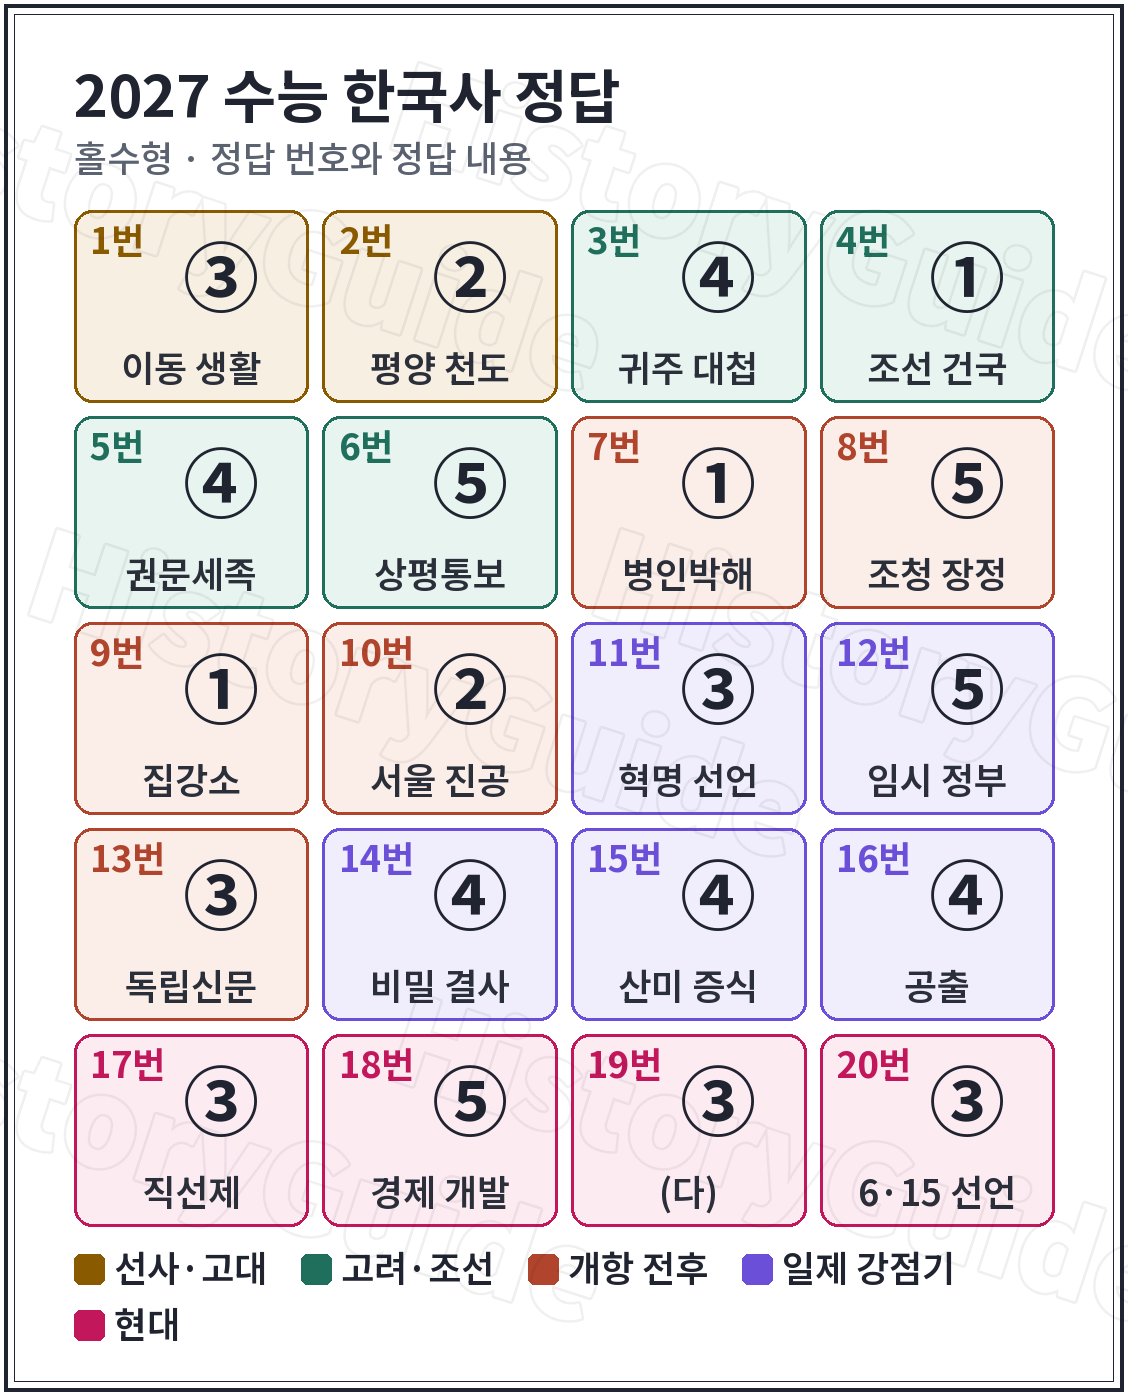 2027 수능 한국사 정답
홀수형 · 정답 번호와 정답 내용
1번 ③ 이동 생활
2번 ② 평양 천도
3번 ④ 귀주 대첩
4번 ① 조선 건국
5번 ④ 권문세족
6번 ⑤ 상평통보
7번 ① 병인박해
8번 ⑤ 조청 장정
9번 ① 집강소
10번 ② 서울 진공
11번 ③ 혁명 선언
12번 ⑤ 임시 정부
13번 ③ 독립신문
14번 ④ 비밀 결사
15번 ④ 산미 증식
16번 ④ 공출
17번 ③ 직선제
18번 ⑤ 경제 개발
19번 ③ (다)
20번 ③ 6·15 선언
선사·고대 고려·조선 개항 전후 일제 강점기
현대
HistoryGuide